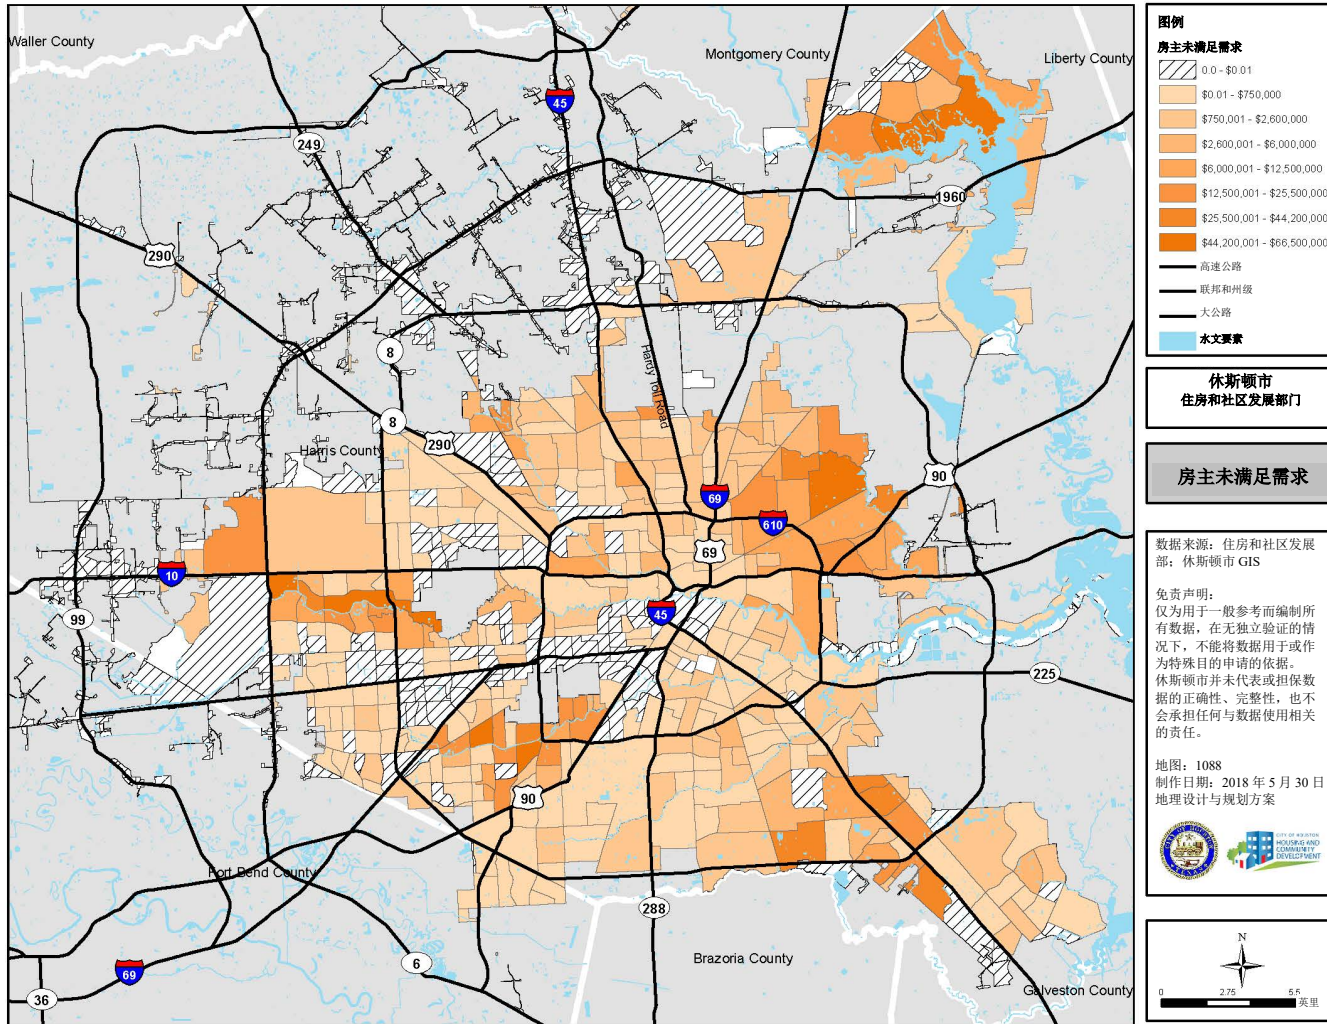 Waller County
Montgomery County
Liberty County
45
249
1960
290
8
Hardy Toll Road
8
290
Harris County
90
69
610
69
10
45
99
225
90
Fort Bend County
288
Brazoria County
6
69
36
Galveston County
图例
房主未满足需求
0.0 - $0.01
$0.01 - $750,000
$750,001 - $2,600,000
$2,600,001 - $6,000,000
$6,000,001 - $12,500,000
$12,500,001 - $25,500,000
$25,500,001 - $44,200,000
$44,200,001 - $66,500,000
高速公路
联邦和州级
大公路
水文要素
休斯顿市
住房和社区发展部门
房主未满足需求
数据来源：住房和社区发展
部；休斯顿市 GIS
免责声明：
仅为用于一般参考而编制所
有数据，在无独立验证的情
况下，不能将数据用于或作
为特殊目的申请的依据。
休斯顿市并未代表或担保数
据的正确性、完整性，也不
会承担任何与数据使用相关
的责任。
地图：1088
制作日期：2018 年 5 月 30 日
地理设计与规划方案
CITY OF HOUSTON
HOUSING AND
COMMUNITY
DEVELOPMENT
N
0 2.75 5.5
英里